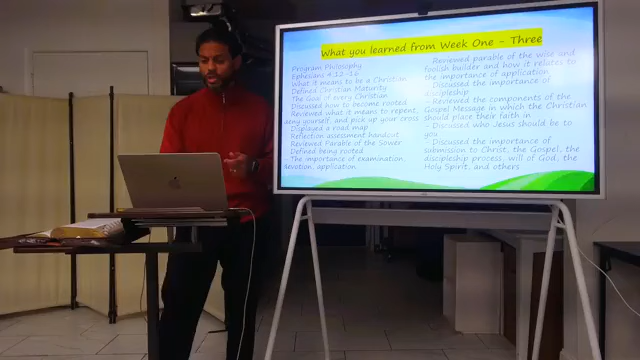 What you learned from Week One - Three
Program Philosophy
Ephesians 4:12-16
What it means to be a Christian
Defined Christian Maturity
The Goal of every Christian
Discussed how to become rooted
Reviewed what it means to repent,
deny yourself, and pick up your cross
Displayed a road map
Reflection assessment handout
Reviewed Parable of the Sower
Defined being rooted
- The importance of examination,
devotion, application
- Reviewed parable of the wise and
foolish builder and how it relates to
the importance of application
- Discussed the importance of
discipleship
- Reviewed the components of the
Gospel Message in which the Christian
should place their faith in
- Discussed who Jesus should be to
you
- Discussed the importance of
submission to Christ, the Gospel, the
discipleship process, will of God, the
Holy Spirit, and others